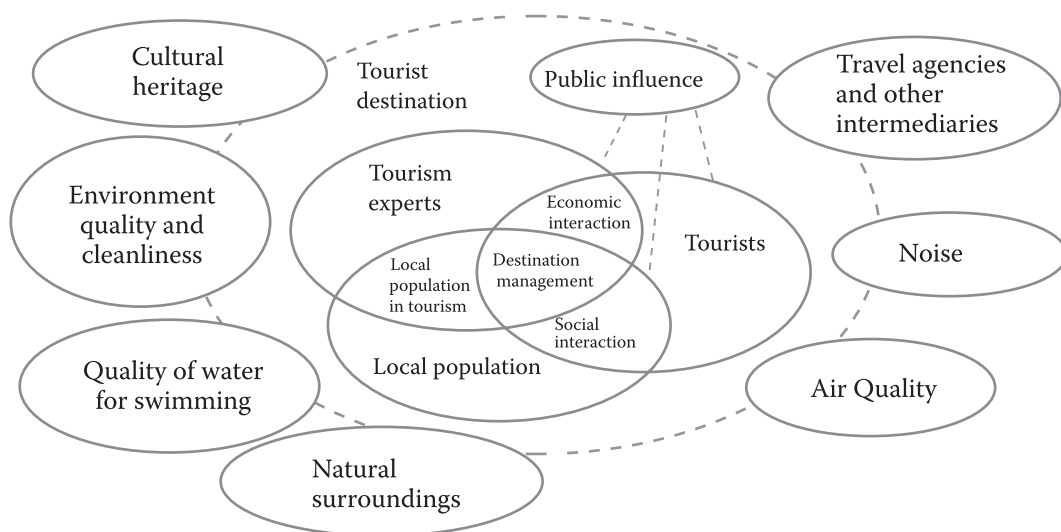 Cultural
heritage
Tourist
destination
Public influence
Travel agencies
and other
intermediaries
Environment
quality and
cleanliness
Tourism
experts
Economic
interaction
Tourists
Noise
Local
population
in tourism
Destination
management
Social
interaction
Local population
Quality of water
for swimming
Air Quality
Natural
surroundings